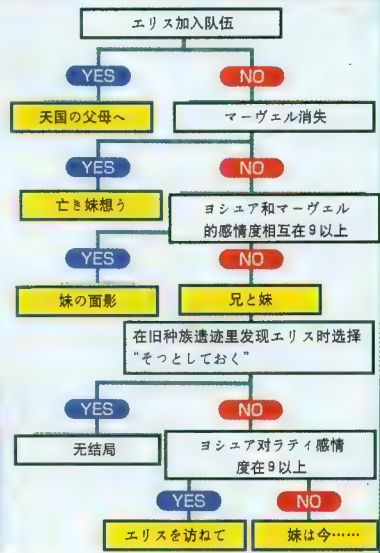 エリス加入队伍
YES
NO
天国の父母へ
マーヴェル消失
YES
NO
亡き妹想う
ヨシュア和マーヴェル
的感情度相互在9以上
YES
NO
妹の面影
兄と妹
在旧种族遗迹里发现エリス时选择
“そっとしておく”
YES
NO
无结局
ヨシュア对ラティ感情
度在9以上
YES
NO
エリスを訪ねて
妹は今……